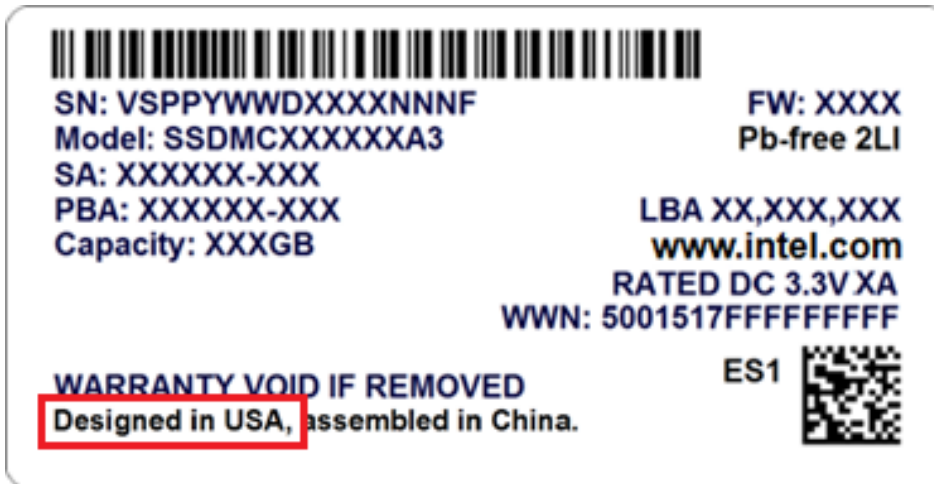 SN: VSPPYWWDXXXXNNNF
FW: XXXX
Model: SSDMCXXXXXXA3
Pb-free 2LI
SA: XXXXXX-XXX
PBA: XXXXXX-XXX
LBA XX,XXX,XXX
Capacity: XXXGB
www.intel.com
RATED DC 3.3V XA
WWN: 5001517FFFFFFFFF
ES1
WARRANTY VOID IF REMOVED
Designed in USA, assembled in China.